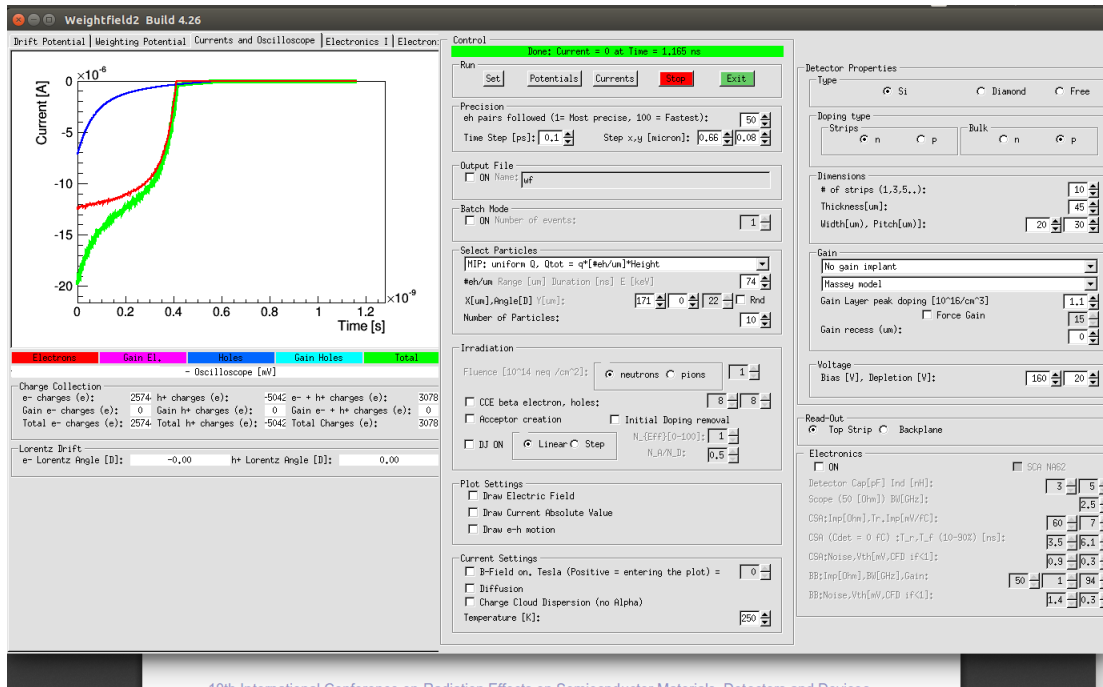 Weightfield2 Build 4.26
Drift Potential Weighting Potential Currents and Oscilloscope Electronics I Electron
×10⁻⁶
Current [A]
0
-5
-10
-15
-20
0 0.2 0.4 0.6 0.8 1 1.2
×10⁻⁹
Time [s]
Electrons Gain El. Holes Gain Holes Total
- Oscilloscope [mV]
Charge Collection
e- charges (e): 2574 h+ charges (e): -5042 e- + h+ charges (e): 3078
Gain e- charges (e): 0 Gain h+ charges (e): 0 Gain e- + h+ charges (e): 0
Total e- charges (e): 2574 Total h+ charges (e): -5042 Total Charges (e): 3078
Lorentz Drift
e- Lorentz Angle [D]: -0.00 h+ Lorentz Angle [D]: 0.00
Control
Done: Current = 0 at Time = 1.165 ns
Run
Set Potentials Currents Stop Exit
Precision
eh pairs followed (1= Most precise, 100 = Fastest): 50
Time Step [ps]: 0.1 Step x,y [micron]: 0.66 0.08
Output File
ON Name: wf
Batch Mode
ON Number of events: 1
Select Particles
MIP: uniform Q, Qtot = q*[#eh/um]*Height
#eh/um Range [um] Duration [ns] E [keV] 74
X[um],Angle[D] Y[um]: 171 0 22 Rnd
Number of Particles: 10
Irradiation
Fluence [10^14 neq /cm^2]: neutrons pions 1
CCE beta electron, holes: 8 8
Acceptor creation Initial Doping removal
DJ ON Linear Step N_{Eff}[0-100]: 1
N_A/N_D: 0.5
Plot Settings
Draw Electric Field
Draw Current Absolute Value
Draw e-h motion
Current Settings
B-Field on. Tesla (Positive = entering the plot) = 0
Diffusion
Charge Cloud Dispersion (no Alpha)
Temperature [K]: 250
Detector Properties
Type
Si Diamond Free
Doping type
Strips Bulk
n p n p
Dimensions
# of strips (1,3,5..): 10
Thickness[um]: 45
Width[um), Pitch[um)]: 20 30
Gain
No gain implant
Massey model
Gain Layer peak doping [10^16/cm^3] 1.1
Force Gain 15
Gain recess (um): 0
Voltage
Bias [V], Depletion [V]: 160 20
Read-Out
Top Strip Backplane
Electronics
ON SCA NA62
Detector Cap[pF] Ind [nH]: 3 5
Scope (50 [Ohm]) BW[GHz]: 2.5
CSA:Imp[Ohm],Tr.Imp[mV/fC]: 60 7
CSA (Cdet = 0 fC) :T_r,T_f (10-90%) [ns]: 3.5 6.1
CSA:Noise,Vth[mV,CFD if<1]: 0.9 0.3
BB:Imp[Ohm],BW[GHz],Gain: 50 1 94
BB:Noise,Vth[mV,CFD if<1]: 1.4 0.3
International Conference on Radiation Effects on Semiconductor Materials, Detectors and Devices